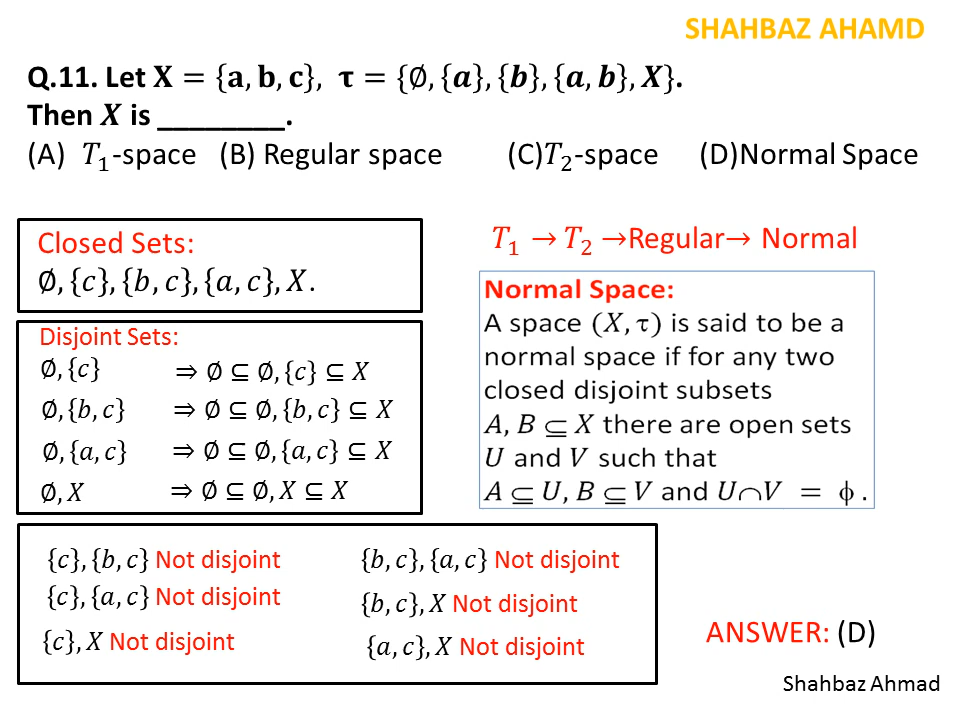 SHAHBAZ AHAMD
Q.11. Let X = {a, b, c}, τ = {∅, {a}, {b}, {a, b}, X}.
Then X is ________.
(A) T₁-space (B) Regular space (C)T₂-space (D)Normal Space
Closed Sets:
∅, {c}, {b, c}, {a, c}, X.
T₁ → T₂ →Regular→ Normal
Disjoint Sets:
∅, {c} ⇒ ∅ ⊆ ∅, {c} ⊆ X
∅, {b, c} ⇒ ∅ ⊆ ∅, {b, c} ⊆ X
∅, {a, c} ⇒ ∅ ⊆ ∅, {a, c} ⊆ X
∅, X ⇒ ∅ ⊆ ∅, X ⊆ X
Normal Space:
A space (X, τ) is said to be a
normal space if for any two
closed disjoint subsets
A, B ⊆ X there are open sets
U and V such that
A ⊆ U, B ⊆ V and U∩V = ϕ .
{c}, {b, c} Not disjoint
{c}, {a, c} Not disjoint
{c}, X Not disjoint
{b, c}, {a, c} Not disjoint
{b, c}, X Not disjoint
{a, c}, X Not disjoint
ANSWER: (D)
Shahbaz Ahmad